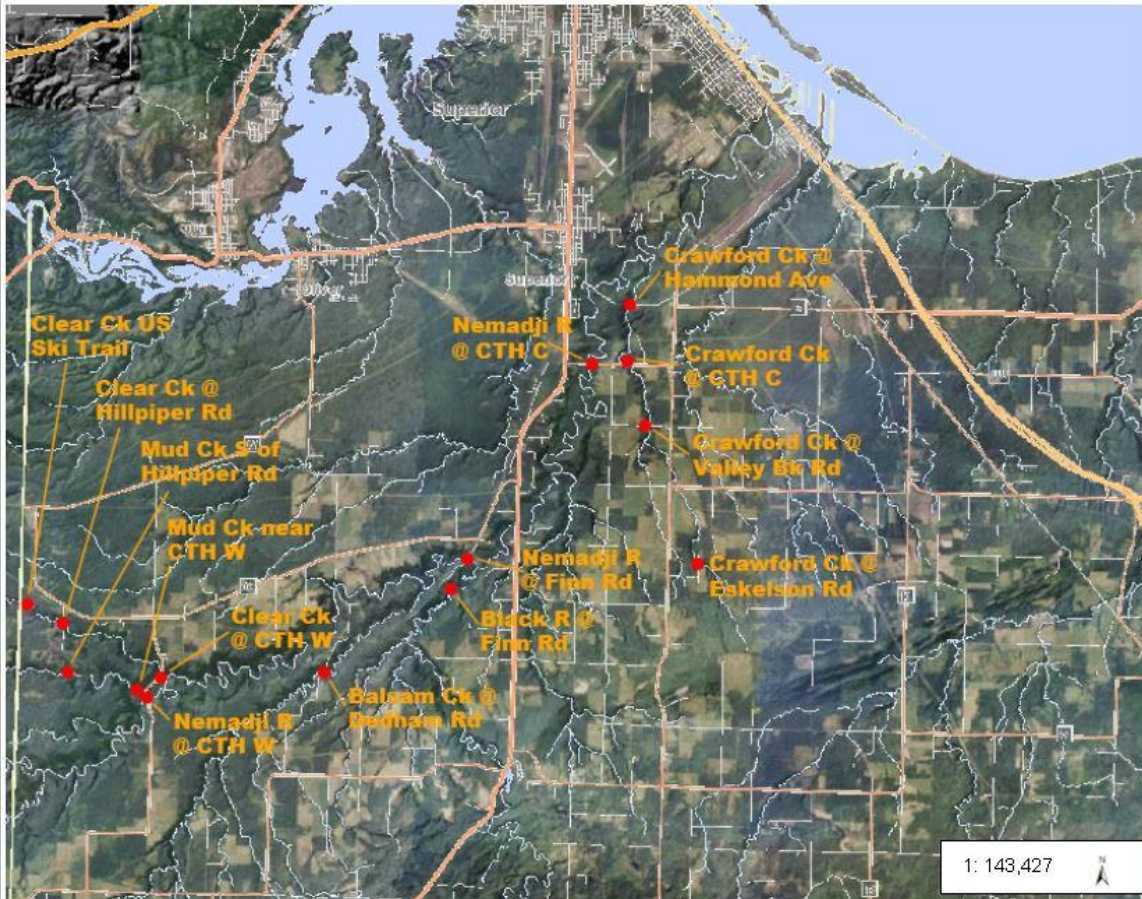 Superior
Crawford Ck @
Hammond Ave
Superior
Oliver
Clear Ck US
Ski Trail
Nemadji R
@ CTH C
Crawford Ck
@ CTH C
Clear Ck @
Hillpiper Rd
Mud Ck S of
Hillpiper Rd
Crawford Ck @
Valley Bk Rd
Mud Ck near
CTH W
Nemadji R
@ Finn Rd
Crawford Ck @
Eskelson Rd
Clear Ck
@ CTH W
Black R @
Finn Rd
Balsam Ck @
Dedham Rd
Nemadji R
@ CTH W
1: 143,427
N